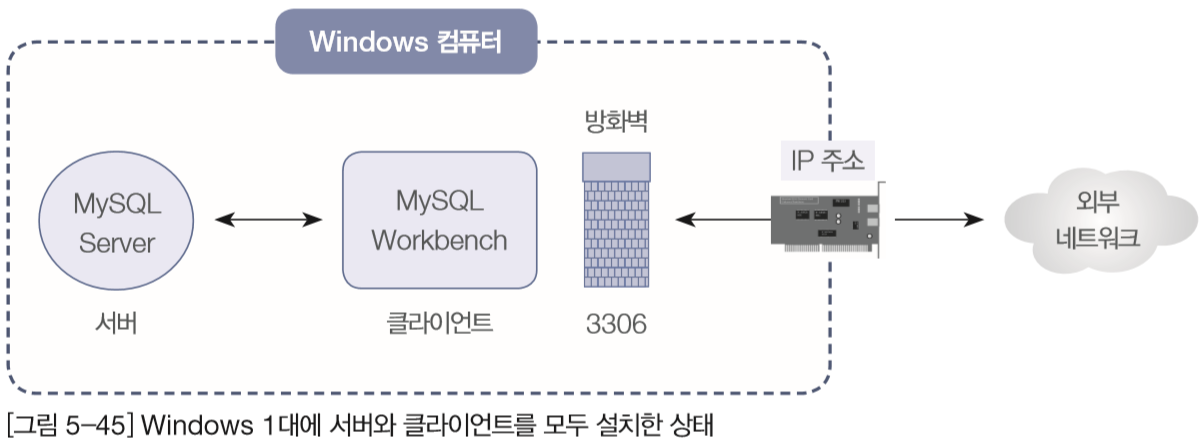 Windows 컴퓨터
방화벽
IP 주소
MySQL
Server
MySQL
Workbench
외부
네트워크
서버
클라이언트
3306
[그림 5–45] Windows 1대에 서버와 클라이언트를 모두 설치한 상태